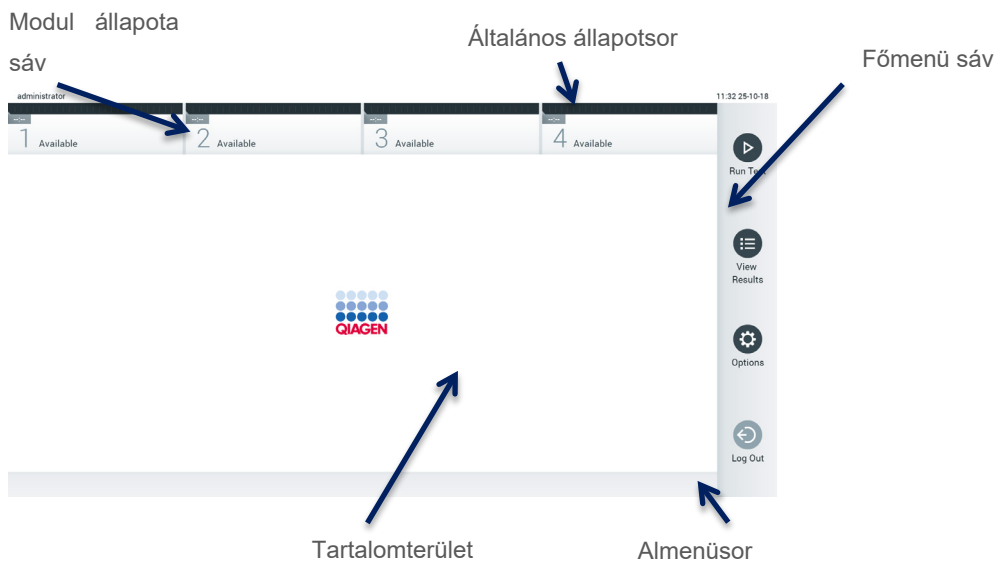 Modul állapota
sáv
Általános állapotsor
Főmenü sáv
administrator
11:32 25-10-18
--:--
--:--
--:--
--:--
1 Available
2 Available
3 Available
4 Available
Run Test
View
Results
QIAGEN
Options
Log Out
Tartalomterület
Almenüsor